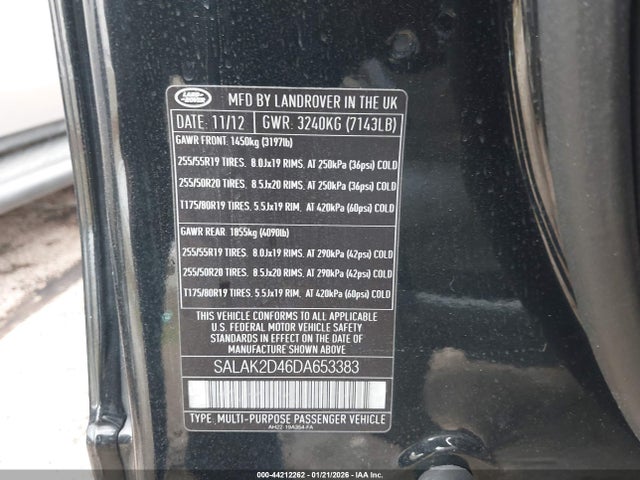 LAND ROVER
MFD BY LANDROVER IN THE UK
DATE: 11/12 GWR: 3240KG (7143LB)
GAWR FRONT: 1450kg (3197lb)
255/55R19 TIRES. 8.0Jx19 RIMS. AT 250kPa (36psi) COLD
255/50R20 TIRES. 8.5Jx20 RIMS. AT 250kPa (36psi) COLD
T175/80R19 TIRES. 5.5Jx19 RIM. AT 420kPa (60psi) COLD
GAWR REAR: 1855kg (4090lb)
255/55R19 TIRES. 8.0Jx19 RIMS. AT 290kPa (42psi) COLD
255/50R20 TIRES. 8.5Jx20 RIMS. AT 290kPa (42psi) COLD
T175/80R19 TIRES. 5.5Jx19 RIM. AT 420kPa (60psi) COLD
THIS VEHICLE CONFORMS TO ALL APPLICABLE
U.S. FEDERAL MOTOR VEHICLE SAFETY
STANDARDS IN EFFECT ON THE DATE
OF MANUFACTURE SHOWN ABOVE
SALAK2D46DA653383
TYPE: MULTI-PURPOSE PASSENGER VEHICLE
AH22-19A364-FA
000-44212262 - 01/21/2026 - IAA Inc.